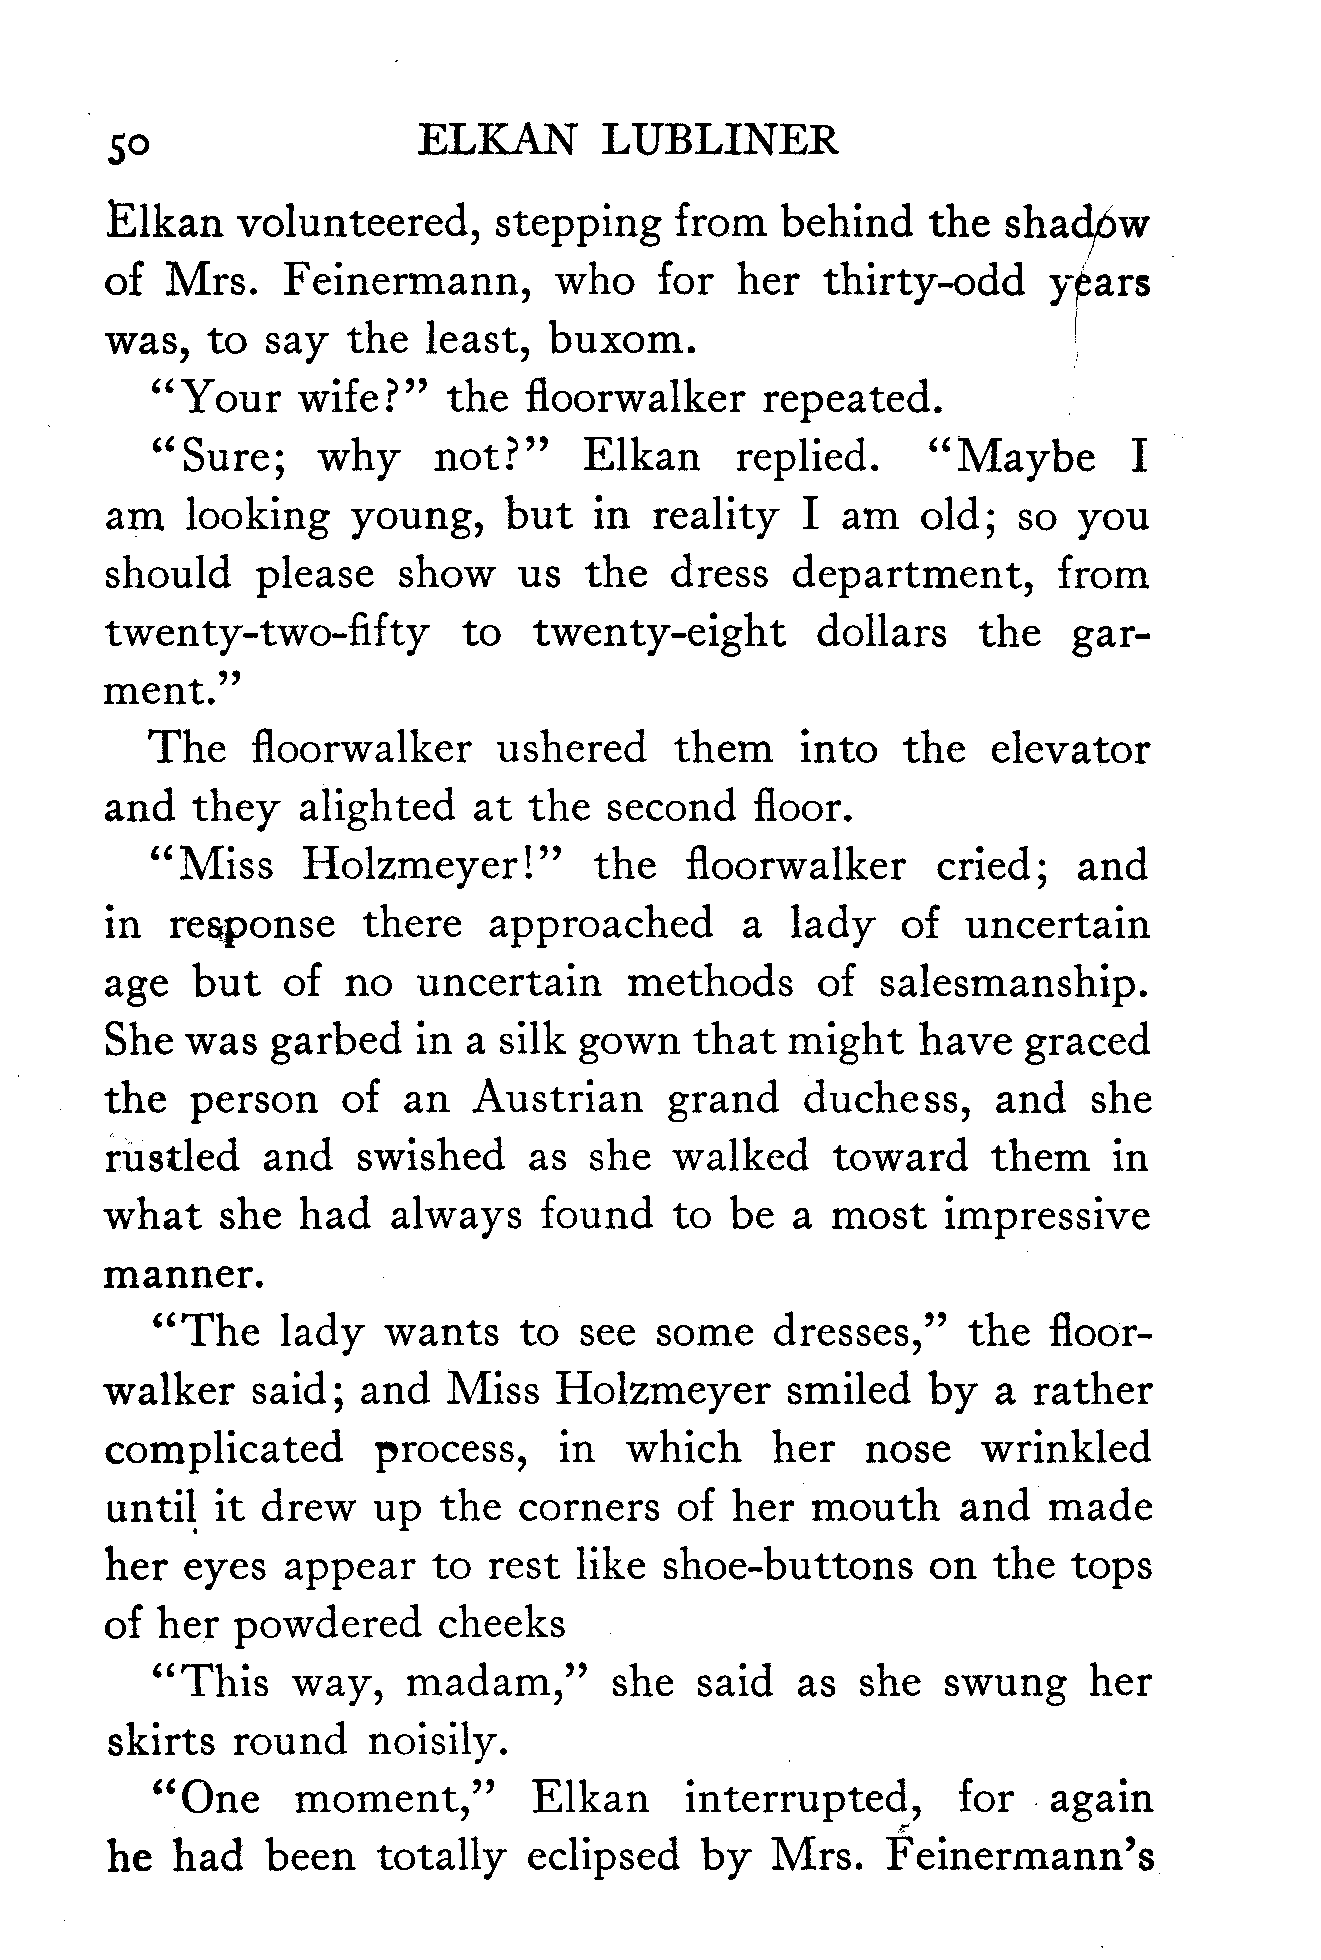 50 ELKAN LUBLINER
Elkan volunteered, stepping from behind the shadow
of Mrs. Feinermann, who for her thirty-odd years
was, to say the least, buxom.
“Your wife?” the floorwalker repeated.
“Sure; why not?” Elkan replied. “Maybe I
am looking young, but in reality I am old; so you
should please show us the dress department, from
twenty-two-fifty to twenty-eight dollars the gar-
ment.”
The floorwalker ushered them into the elevator
and they alighted at the second floor.
“Miss Holzmeyer!” the floorwalker cried; and
in response there approached a lady of uncertain
age but of no uncertain methods of salesmanship.
She was garbed in a silk gown that might have graced
the person of an Austrian grand duchess, and she
rustled and swished as she walked toward them in
what she had always found to be a most impressive
manner.
“The lady wants to see some dresses,” the floor-
walker said; and Miss Holzmeyer smiled by a rather
complicated process, in which her nose wrinkled
until it drew up the corners of her mouth and made
her eyes appear to rest like shoe-buttons on the tops
of her powdered cheeks
“This way, madam,” she said as she swung her
skirts round noisily.
“One moment,” Elkan interrupted, for again
he had been totally eclipsed by Mrs. Feinermann’s